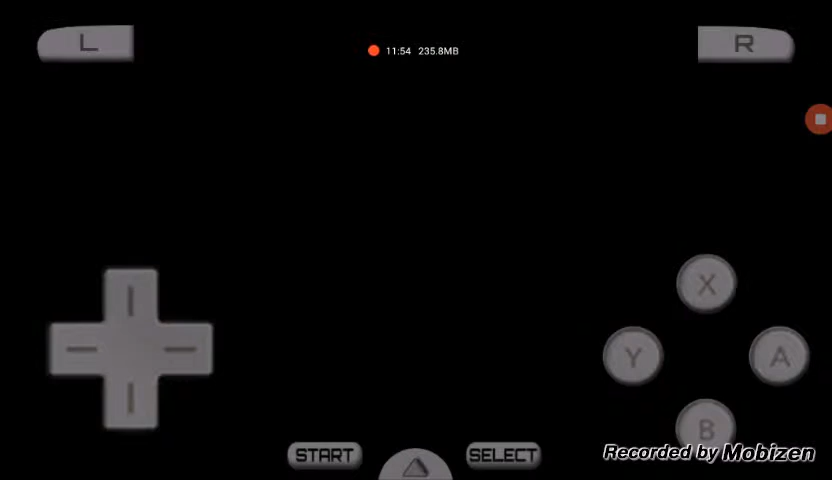 L
11:54 235.8MB
R
X
Y
A
B
START
SELECT
Recorded by Mobizen